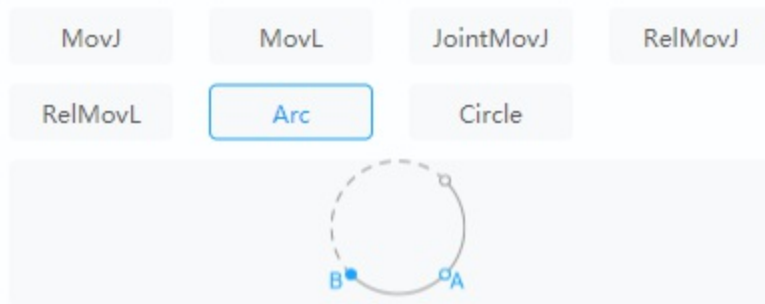 MovJ MovL JointMovJ RelMovJ
RelMovL Arc Circle
B A